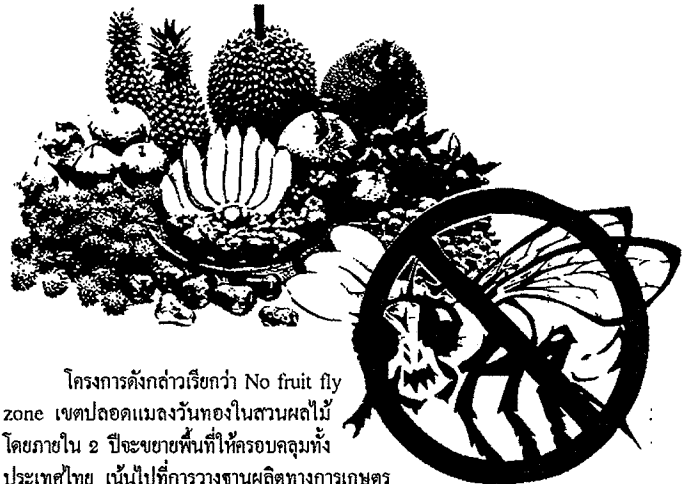 โครงการดังกล่าวเรียกว่า No fruit fly
zone เขตปลอดแมลงวันทองในสวนผลไม้
โดยภายใน 2 ปีจะขยายพื้นที่ให้ครอบคลุมทั้ง
ประเทศไทย เน้นไปที่การวางฐานผลิตทางการเกษตร